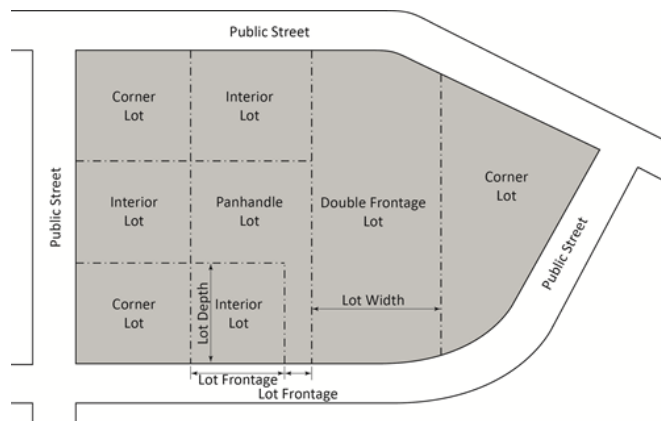 Public Street
Corner
Lot
Interior
Lot
Public Street
Interior
Lot
Panhandle
Lot
Double Frontage
Lot
Corner
Lot
Public Street
Corner
Lot
Lot Depth
Interior
Lot
Lot Width
Lot Frontage
Lot Frontage